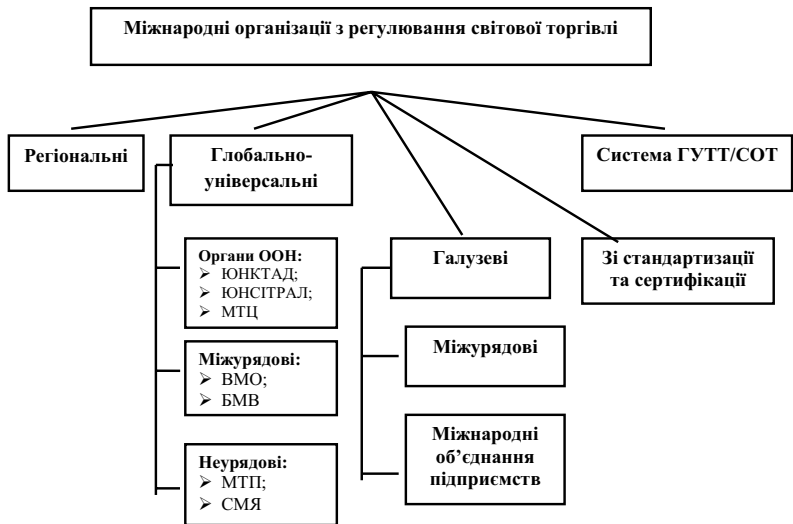 Міжнародні організації з регулювання світової торгівлі
Регіональні
Глобально-
універсальні
Система ГУТТ/СОТ
Органи ООН:
➢ ЮНКТАД;
➢ ЮНСІТРАЛ;
➢ МТЦ
Галузеві
Зі стандартизації
та сертифікації
Міжурядові:
➢ ВМО;
➢ БМВ
Міжурядові
Неурядові:
➢ МТП;
➢ СМЯ
Міжнародні
об’єднання
підприємств